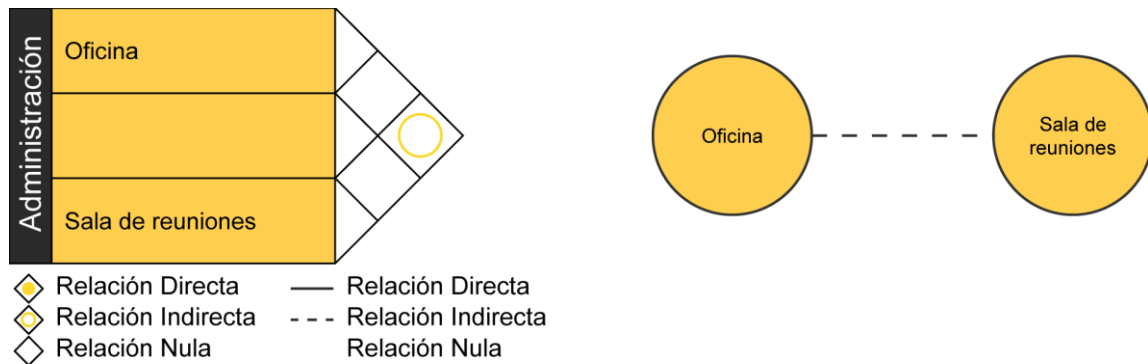 Administración
Oficina
Sala de reuniones
Relación Directa
Relación Indirecta
Relación Nula
Relación Directa
Relación Indirecta
Relación Nula
Oficina
Sala de
reuniones